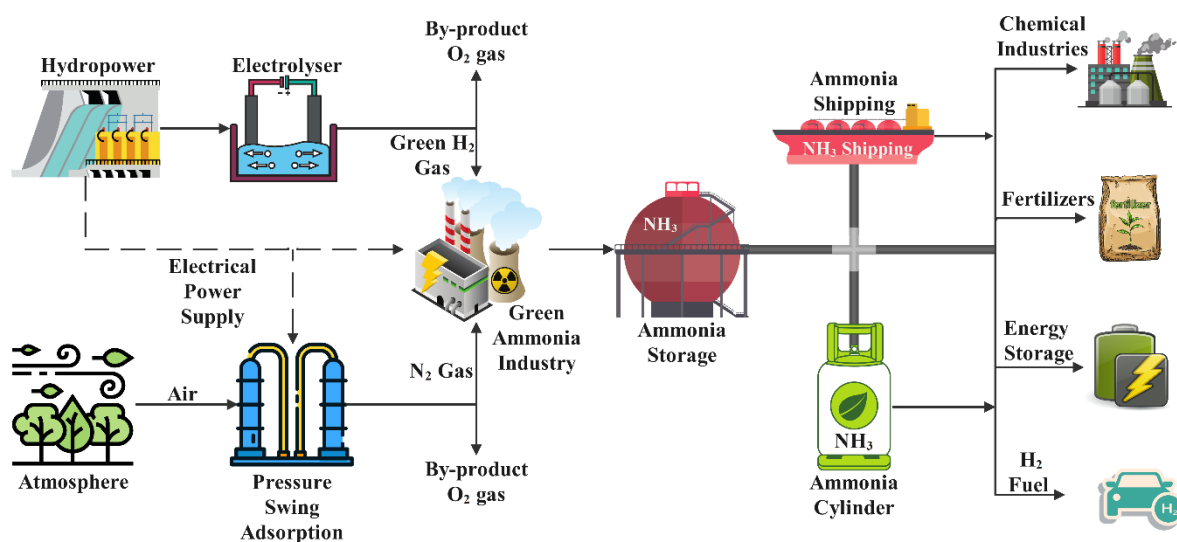 Hydropower
Electrolyser
By-product
O₂ gas
Green H₂
Gas
Electrical
Power
Supply
Atmosphere
Air
Pressure
Swing
Adsorption
N₂ Gas
By-product
O₂ gas
Green
Ammonia
Industry
NH₃
Ammonia
Storage
Ammonia
Shipping
NH₃ Shipping
NH₃
Ammonia
Cylinder
Chemical
Industries
Fertilizers
fertilizer
Energy
Storage
H₂
Fuel
H₂